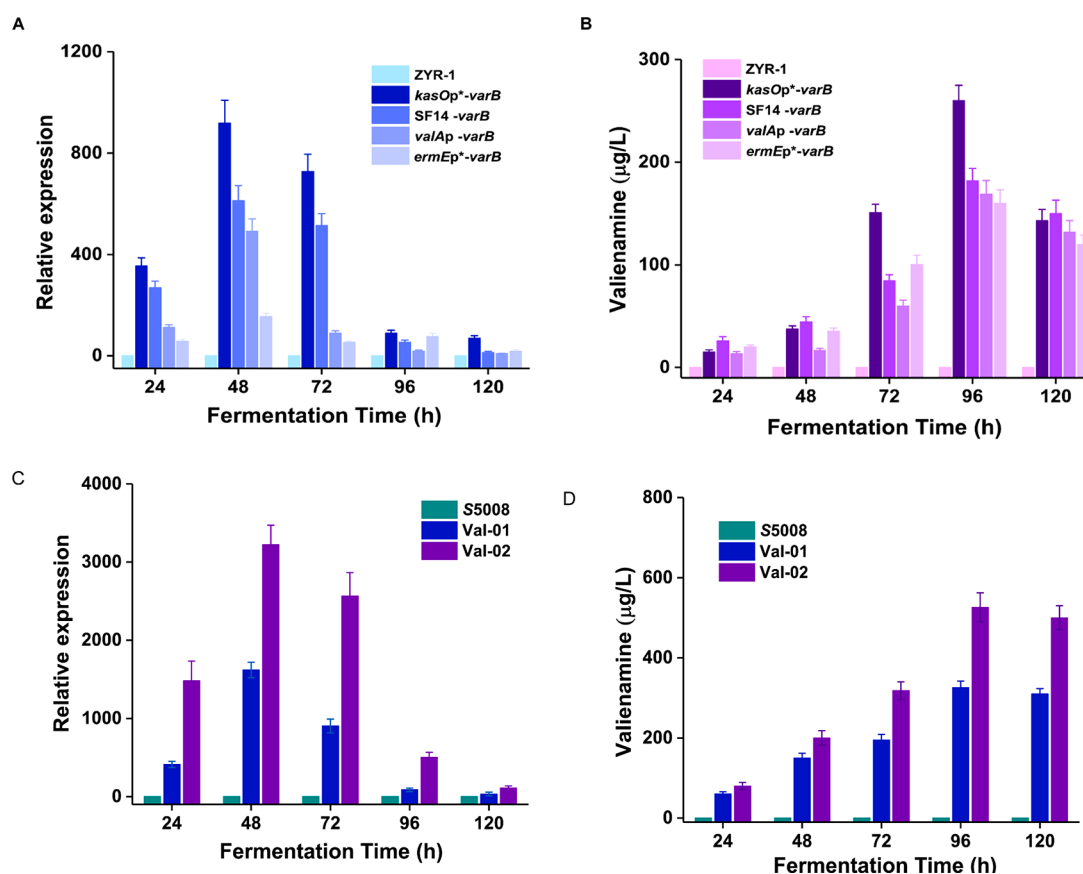 A
Relative expression
1200
800
400
0
ZYR-1
kasOp*-varB
SF14 -varB
valAp -varB
ermEp*-varB
24 48 72 96 120
Fermentation Time (h)
B
Valienamine (μg/L)
300
200
100
0
ZYR-1
kasOp*-varB
SF14 -varB
valAp -varB
ermEp*-varB
24 48 72 96 120
Fermentation Time (h)
C
Relative expression
4000
3000
2000
1000
0
S5008
Val-01
Val-02
24 48 72 96 120
Fermentation Time (h)
D
Valienamine (μg/L)
800
600
400
200
0
S5008
Val-01
Val-02
24 48 72 96 120
Fermentation Time (h)